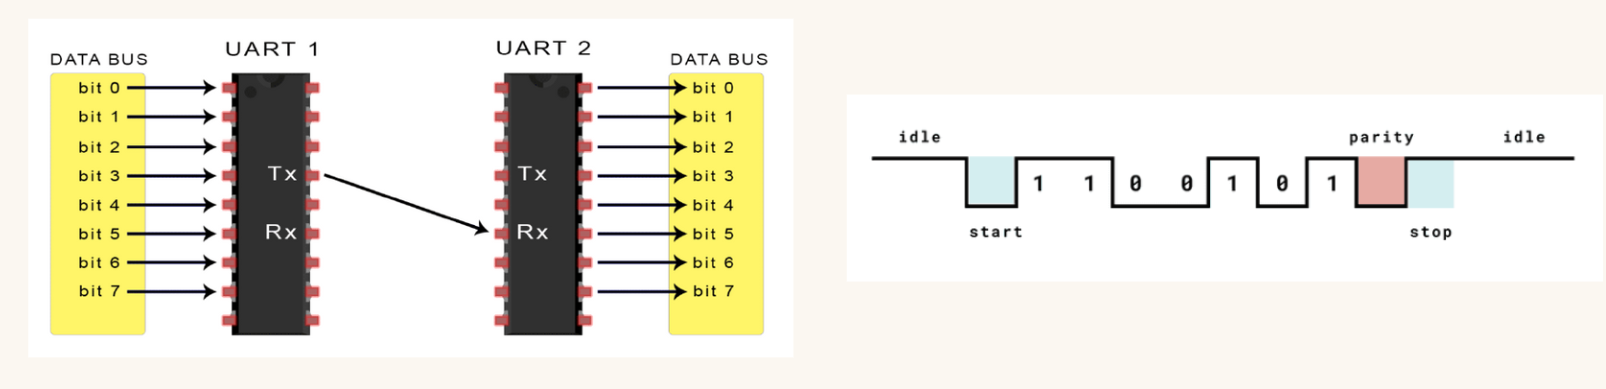 UART 1
DATA BUS
bit 0
bit 1
bit 2
bit 3
bit 4
bit 5
bit 6
bit 7
Tx
Rx
UART 2
DATA BUS
Tx
Rx
bit 0
bit 1
bit 2
bit 3
bit 4
bit 5
bit 6
bit 7
idle
parity
idle
1 1 0 0 1 0 1
start
stop